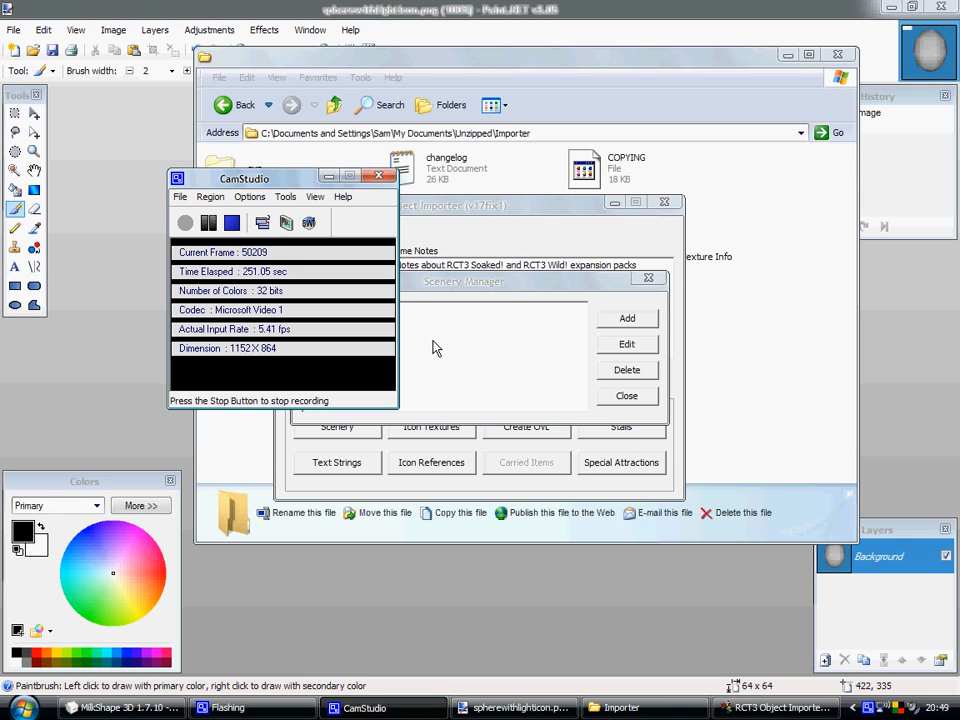 spherewithlighticon.png (100%) - Paint.NET v3.05
File Edit View Image Layers Adjustments Effects Window Help
Tool: Brush width: 2
Tools
File Edit View Favorites Tools Help
Back Search Folders
Address C:\Documents and Settings\Sam\My Documents\Unzipped\Importer Go
History
mage
changelog
Text Document
26 KB
COPYING
File
18 KB
CamStudio
File Region Options Tools View Help
Current Frame : 50209
Time Elasped : 251.05 sec
Number of Colors : 32 bits
Codec : Microsoft Video 1
Actual Input Rate : 5.41 fps
Dimension : 1152 X 864
Press the Stop Button to stop recording
bject Importer (v17fix1)
me Notes
lotes about RCT3 Soaked! and RCT3 Wild! expansion packs
exture Info
Scenery Manager
Add
Edit
Delete
Close
Scenery Icon Textures Create OVL Stalls
Text Strings Icon References Carried Items Special Attractions
Rename this file Move this file Copy this file Publish this file to the Web E-mail this file Delete this file
Colors
Primary More >>
Layers
Background
Paintbrush: Left click to draw with primary color, right click to draw with secondary color 64 x 64 422, 335
MilkShape 3D 1.7.10 - ... Flashing CamStudio spherewithlighticon.p... Importer RCT3 Object Importe... 20:49